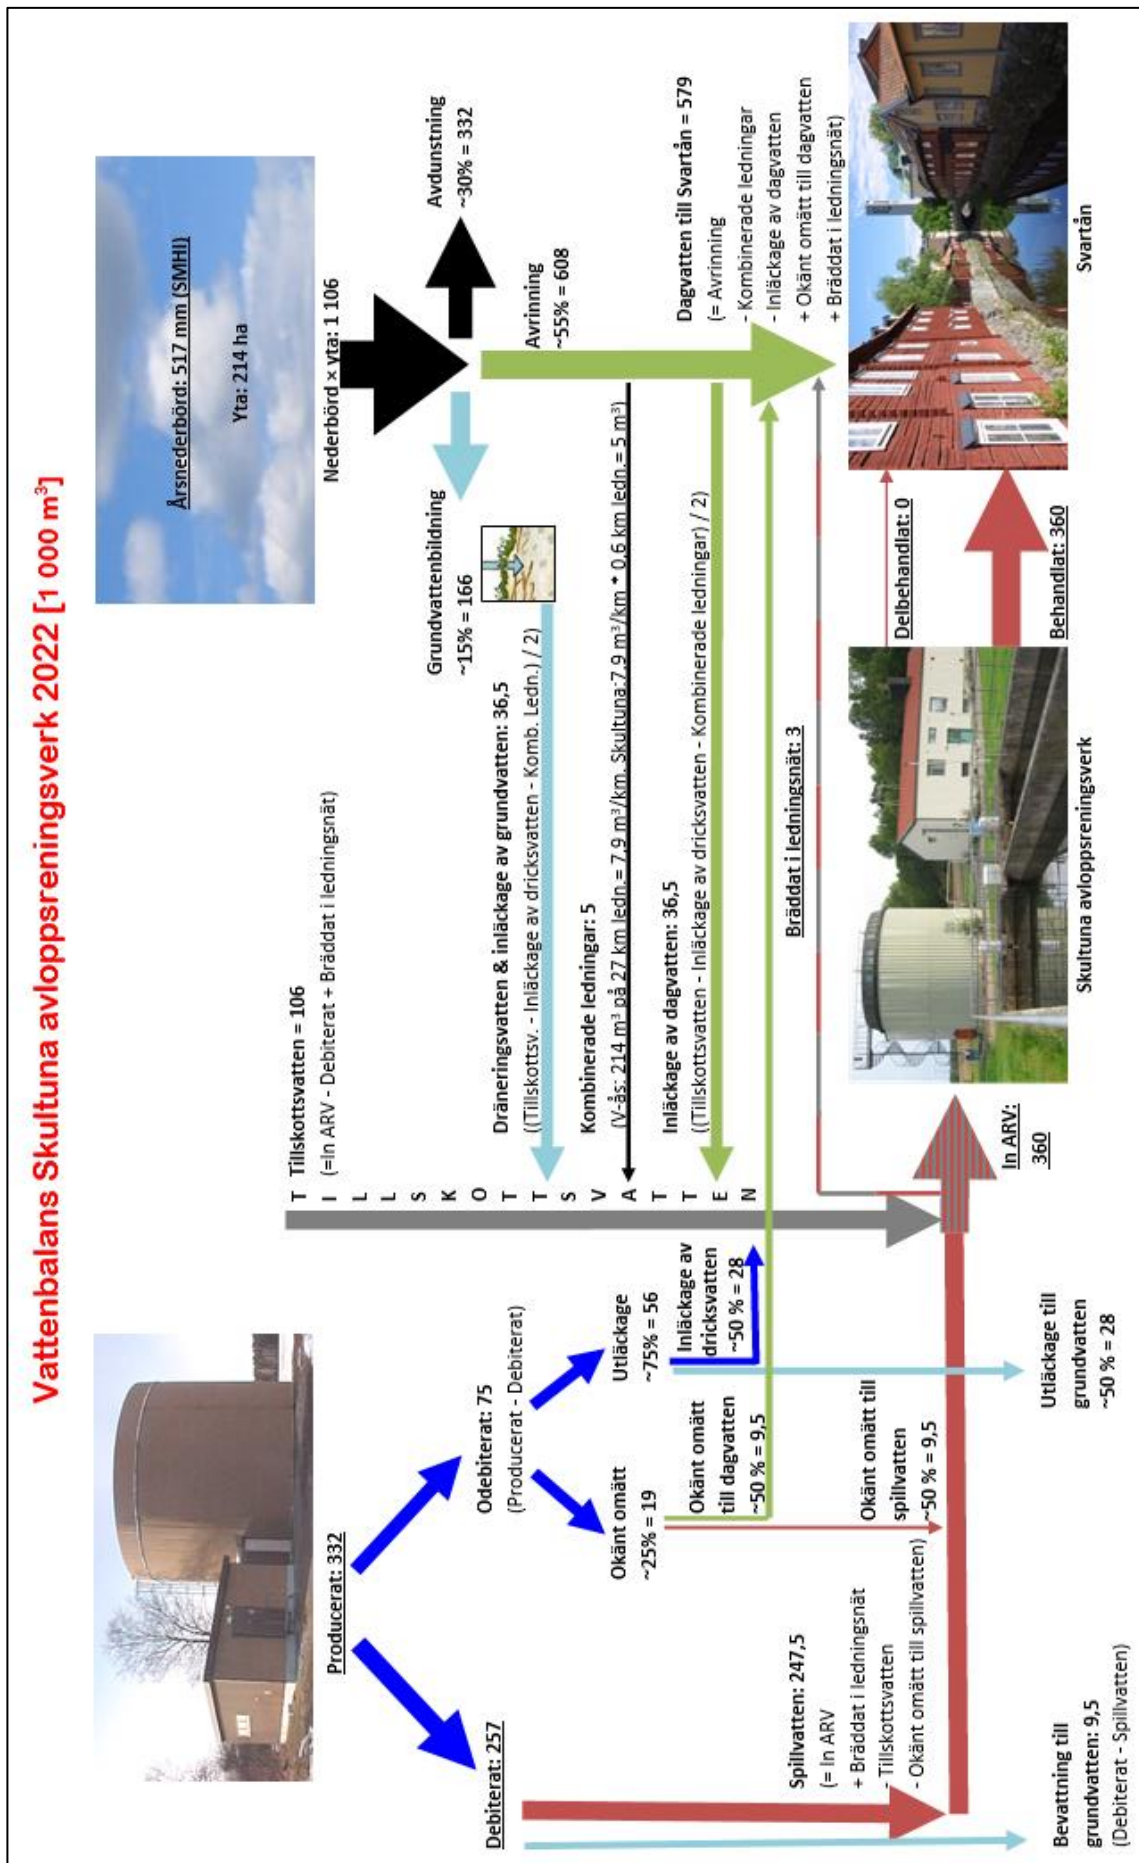 Vattenbalans Skultuna avloppsreningsverk 2022 [1 000 m³]
Producerat: 332
Debiterat: 257
Odebiterat: 75
(Producerat - Debiterat)
Okänt omätt
~25%= 19
Utläckage
~75%= 56
Okänt omätt
till dagvatten
~50 % = 9,5
Inläckage av
dricksvatten
~50 % = 28
Spillvatten: 247,5
(= In ARV
+ Bräddat i ledningsnät
- Tillskottsvatten
- Okänt omätt till spillvatten)
Okänt omätt till
spillvatten
~50 % = 9,5
Bevattning till
grundvatten: 9,5
(Debiterat - Spillvatten)
Utläckage till
grundvatten
~50 % = 28
Årsnederbörd: 517 mm (SMHI)
Yta: 214 ha
Nederbörd × yta: 1 106
Tillskottsvatten = 106
(=In ARV - Debiterat + Bräddat i ledningsnät)
T
I
L
L
S
K
O
T
T
S
V
A
T
T
E
N
Grundvattenbildning
~15% = 166
Avdunstning
~30% = 332
Avrinning
~55% = 608
Dräneringsvatten & inläckage av grundvatten: 36,5
((Tillskottsv. - Inläckage av dricksvatten - Komb. Ledn.) / 2)
Kombinerade ledningar: 5
(V-ås: 214 m³ på 27 km ledn.= 7,9 m³/km. Skultuna:7,9 m³/km * 0,6 km ledn.= 5 m³)
Inläckage av dagvatten: 36,5
((Tillskottsvatten - Inläckage av dricksvatten - Kombinerade ledningar) / 2)
Dagvatten till Svartån = 579
(= Avrinning
- Kombinerade ledningar
- Inläckage av dagvatten
+ Okänt omätt till dagvatten
+ Bräddat i ledningsnät)
Bräddat i ledningsnät: 3
Delbehandlat: 0
Behandlat: 360
In ARV:
360
Skultuna avloppsreningsverk
Svartån